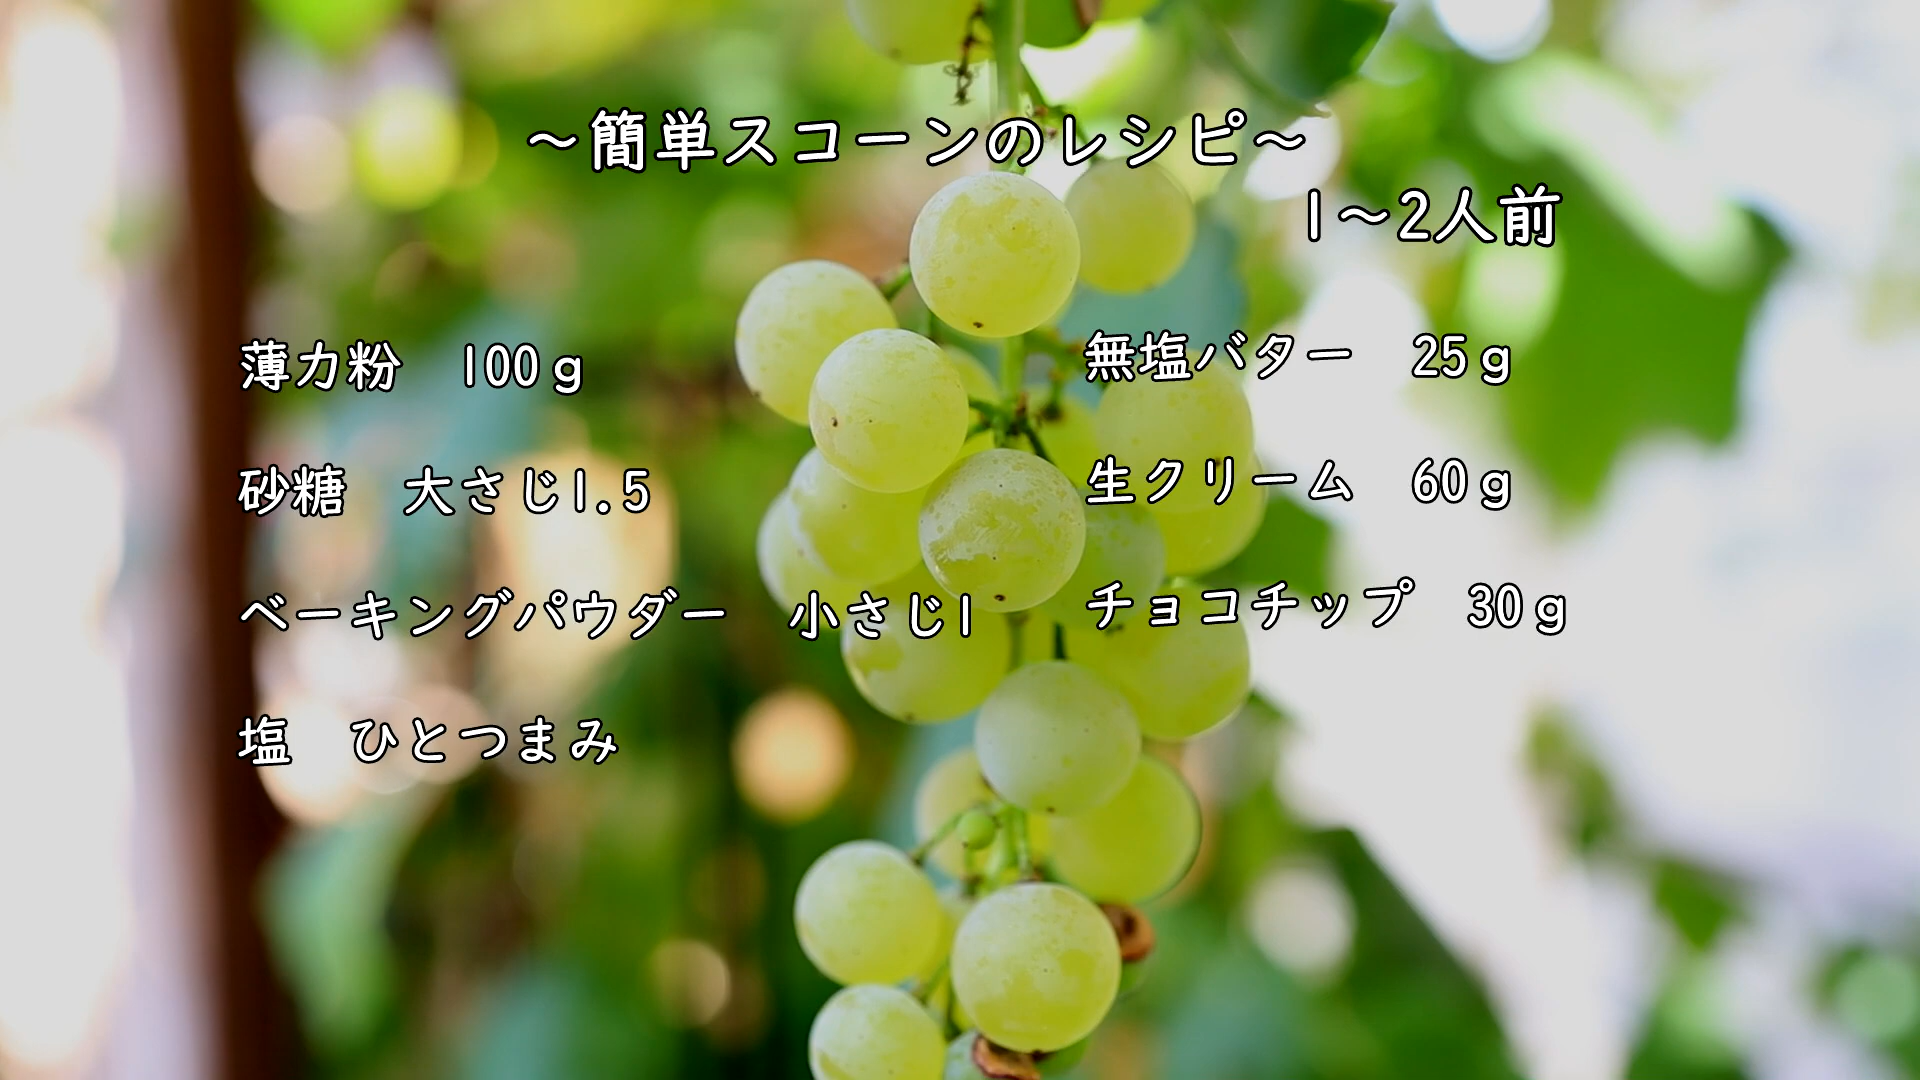 ～簡単スコーンのレシピ～
1～2人前
薄力粉　100g
砂糖　大さじ1.5
ベーキングパウダー　小さじ1
塩　ひとつまみ
無塩バター　25g
生クリーム　60g
チョコチップ　30g